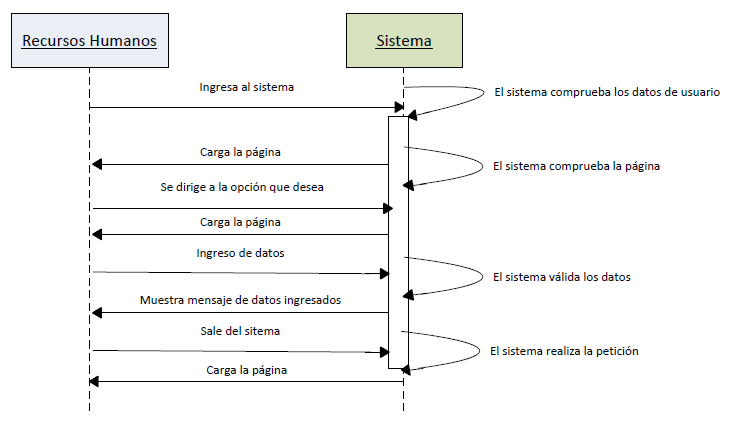 Recursos Humanos
Sistema
Ingresa al sistema
El sistema comprueba los datos de usuario
Carga la página
El sistema comprueba la página
Se dirige a la opción que desea
Carga la página
Ingreso de datos
El sistema válida los datos
Muestra mensaje de datos ingresados
Sale del sitema
El sistema realiza la petición
Carga la página